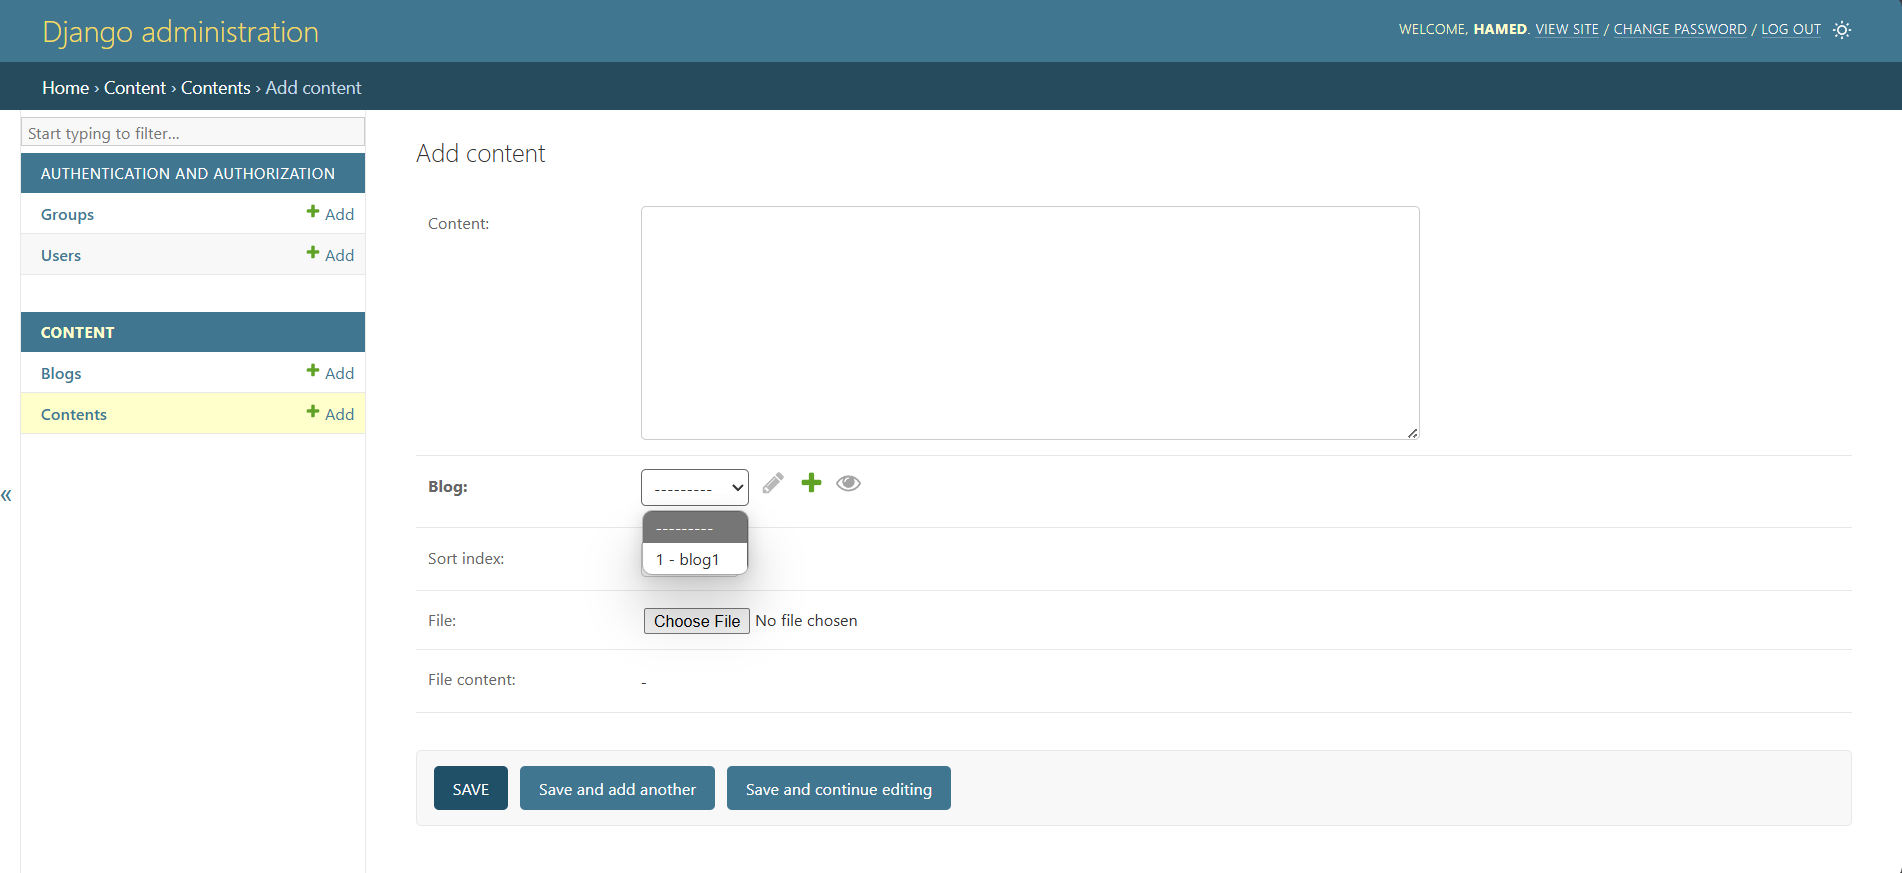 Django administration
WELCOME, HAMED. VIEW SITE / CHANGE PASSWORD / LOG OUT
Home › Content › Contents › Add content
Start typing to filter...
AUTHENTICATION AND AUTHORIZATION
Groups
Add
Users
Add
CONTENT
Blogs
Add
Contents
Add
«
Add content
Content:
Blog:
---------
---------
1 - blog1
Sort index:
File:
Choose File No file chosen
File content:
-
SAVE
Save and add another
Save and continue editing